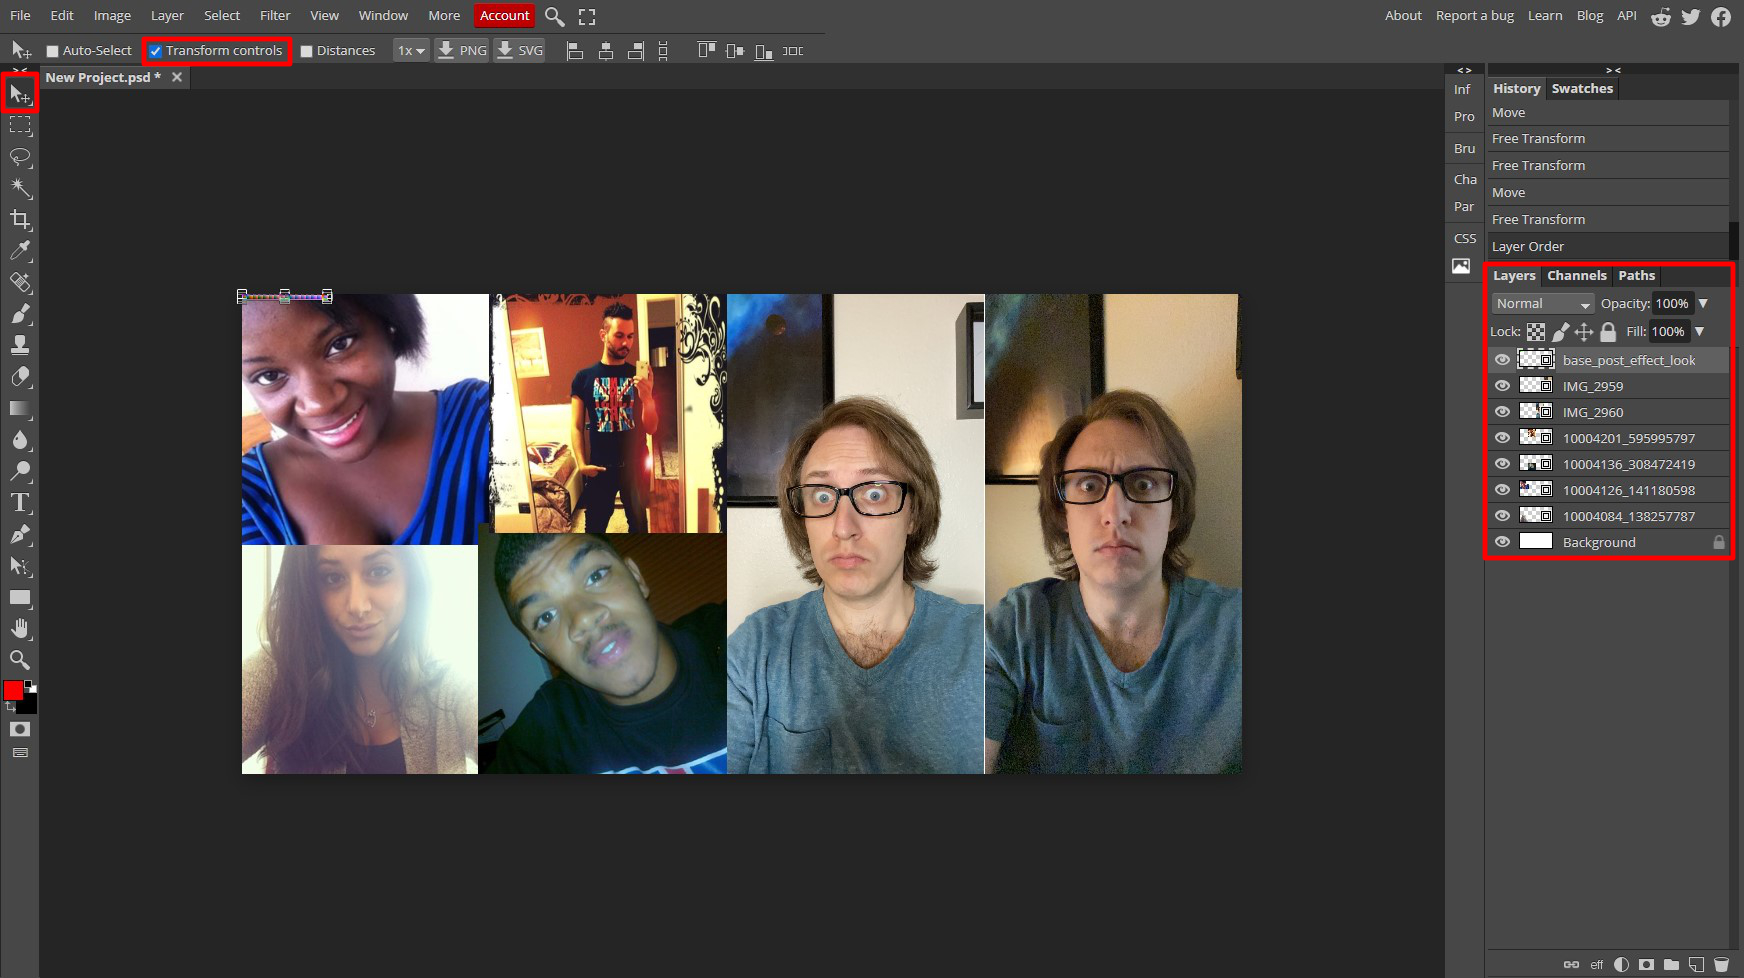 File Edit Image Layer Select Filter View Window More Account About Report a bug Learn Blog API
Auto-Select Transform controls Distances 1x PNG SVG
New Project.psd *
Inf
Pro
Bru
Cha
Par
CSS
History Swatches
Move
Free Transform
Free Transform
Move
Free Transform
Layer Order
Layers Channels Paths
Normal Opacity: 100%
Lock: Fill: 100%
base_post_effect_look
IMG_2959
IMG_2960
10004201_595995797
10004136_308472419
10004126_141180598
10004084_138257787
Background
eff